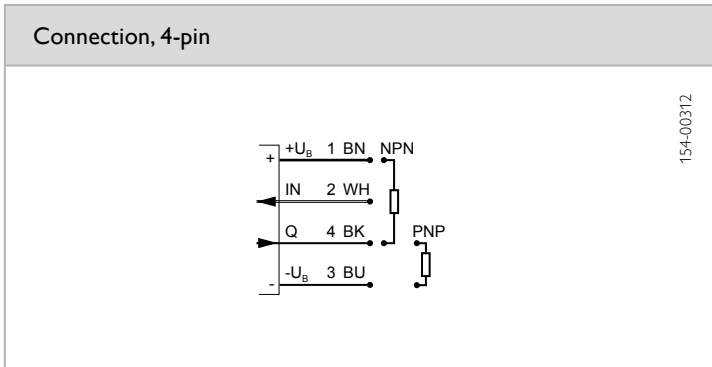 Connection, 4-pin
154-00312
+ +U_B 1 BN NPN
IN 2 WH
Q 4 BK PNP
- -U_B 3 BU